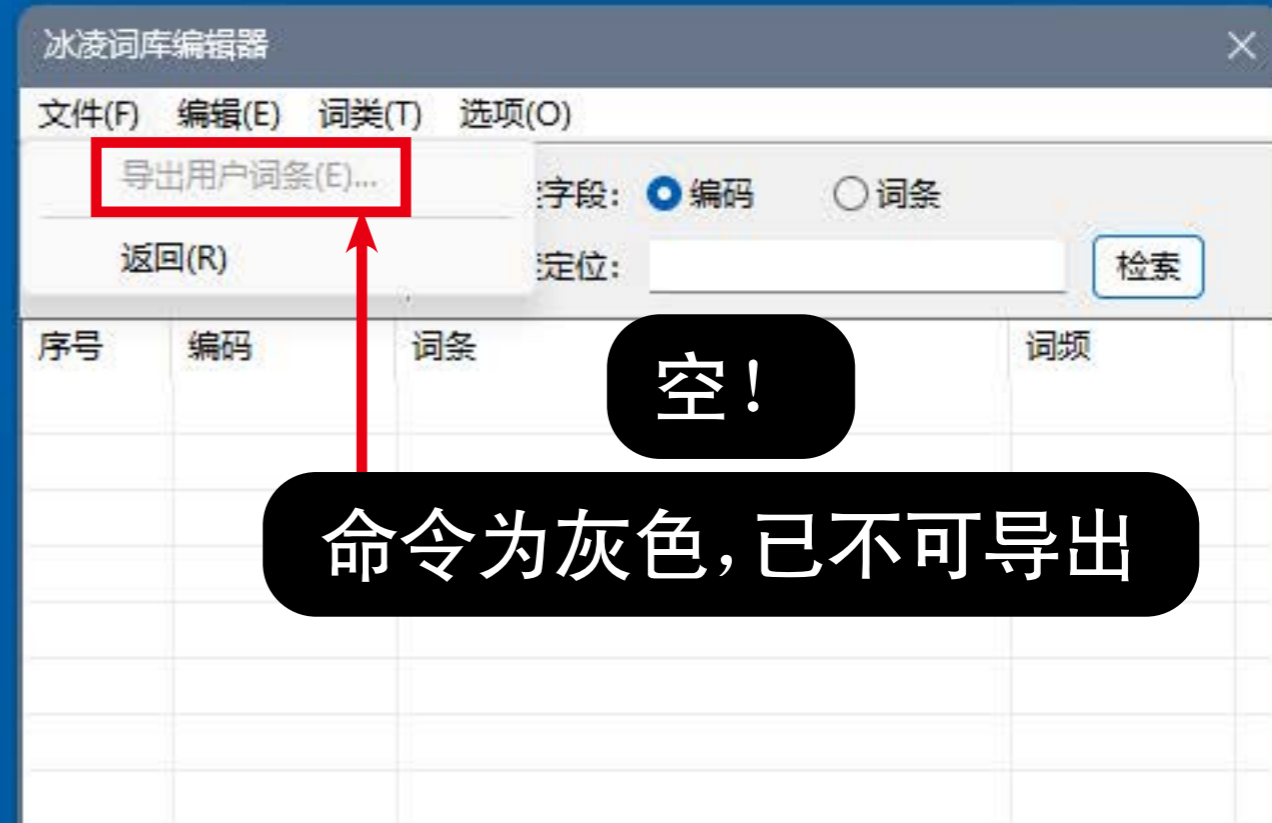 冰凌词库编辑器
文件(F) 编辑(E) 词类(T) 选项(O)
导出用户词条(E)...
字段: 编码 词条
返回(R)
定位: 检索
序号 编码 词条 词频
空!
命令为灰色,已不可导出